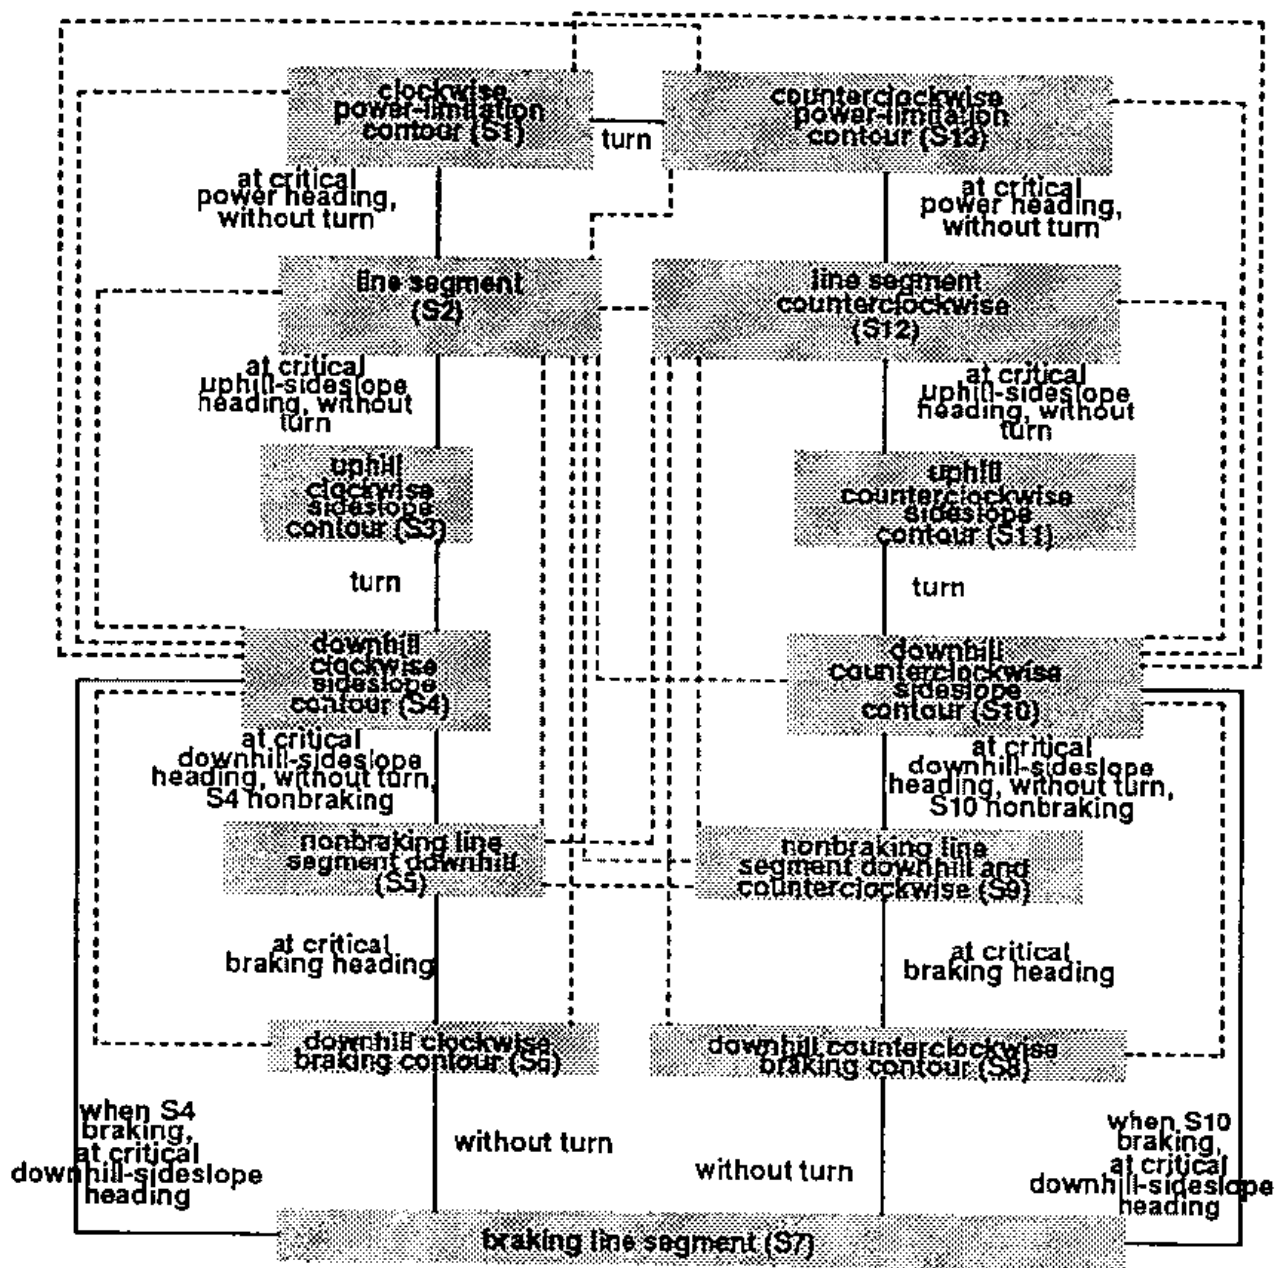 clockwise
power-limitation
contour (S1)
turn
counterclockwise
power-limitation
contour (S13)
at critical
power heading,
without turn
at critical
power heading,
without turn
line segment
(S2)
line segment
counterclockwise
(S12)
at critical
uphill-sideslope
heading, without
turn
at critical
uphill-sideslope
heading, without
turn
uphill
clockwise
sideslope
contour (S3)
uphill
counterclockwise
sideslope
contour (S11)
turn
turn
downhill
clockwise
sideslope
contour (S4)
downhill
counterclockwise
sideslope
contour (S10)
at critical
downhill-sideslope
heading, without turn,
S4 nonbraking
at critical
downhill-sideslope
heading, without turn,
S10 nonbraking
nonbraking line
segment downhill
(S5)
nonbraking line
segment downhill and
counterclockwise (S9)
at critical
braking heading
at critical
braking heading
downhill clockwise
braking contour (S6)
downhill counterclockwise
braking contour (S8)
when S4
braking,
at critical
downhill-sideslope
heading
without turn
without turn
when S10
braking,
at critical
downhill-sideslope
heading
braking line segment (S7)